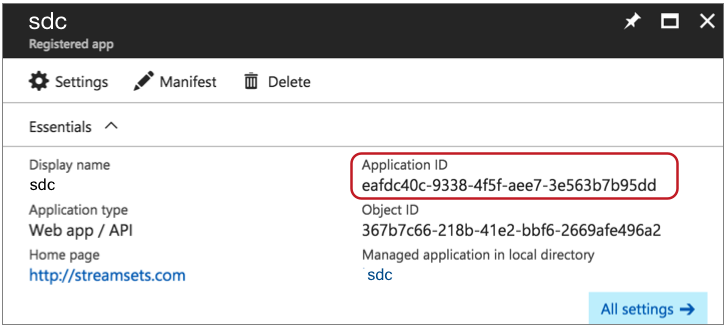 sdc
Registered app
Settings Manifest Delete
Essentials
Display name
sdc
Application ID
eafdc40c-9338-4f5f-aee7-3e563b7b95dd
Application type
Web app / API
Object ID
367b7c66-218b-41e2-bbf6-2669afe496a2
Home page
http://streamsets.com
Managed application in local directory
sdc
All settings